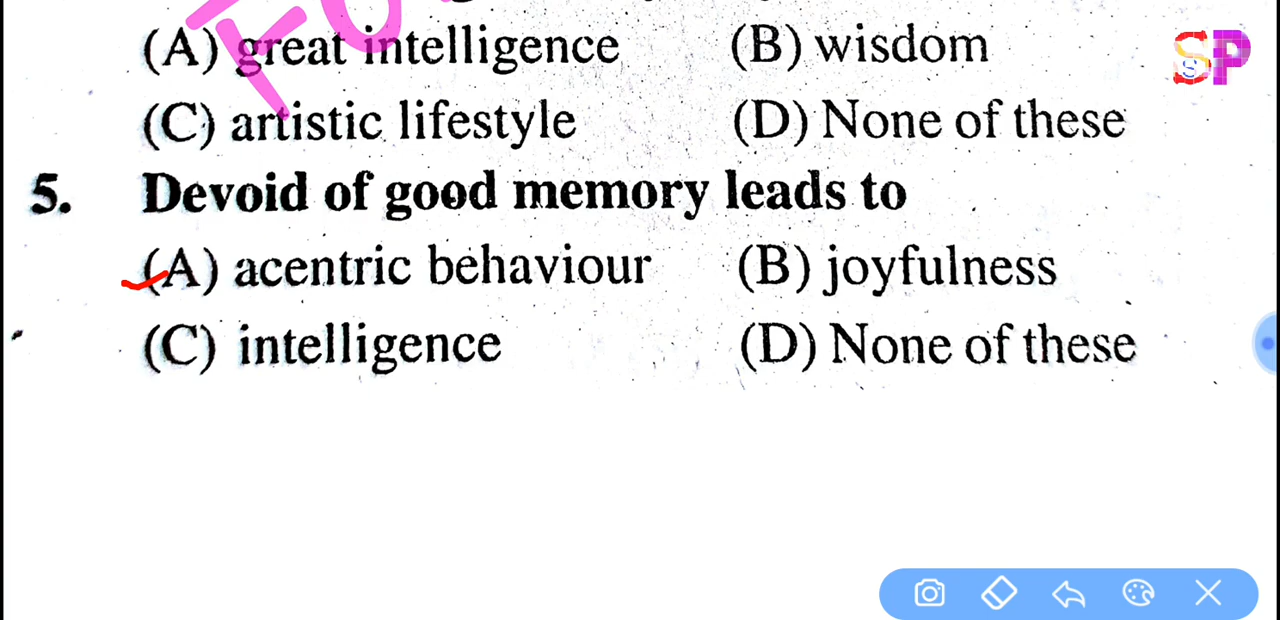 (A) great intelligence (B) wisdom
SP
(C) artistic lifestyle (D) None of these
5. Devoid of good memory leads to
(A) acentric behaviour (B) joyfulness
(C) intelligence (D) None of these